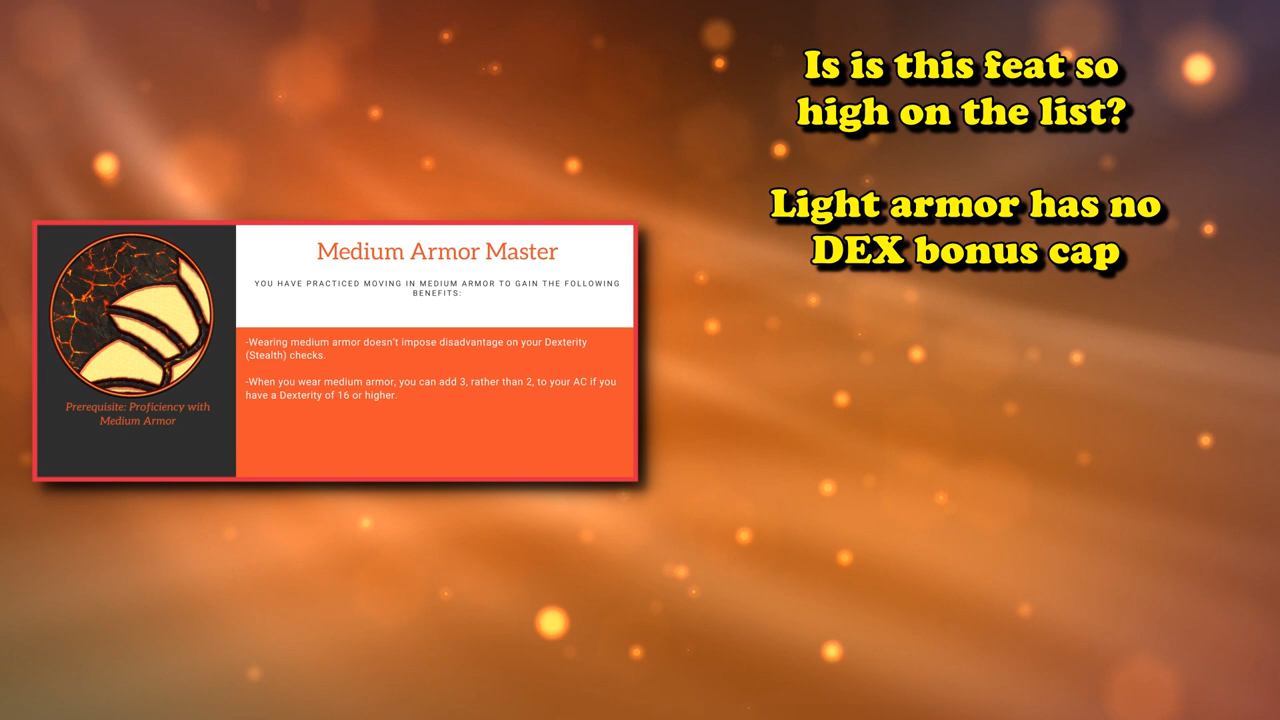 Is is this feat so
high on the list?
Light armor has no
DEX bonus cap
Medium Armor Master
YOU HAVE PRACTICED MOVING IN MEDIUM ARMOR TO GAIN THE FOLLOWING
BENEFITS:
-Wearing medium armor doesn't impose disadvantage on your Dexterity
(Stealth) checks.
-When you wear medium armor, you can add 3, rather than 2, to your AC if you
have a Dexterity of 16 or higher.
Prerequisite: Proficiency with
Medium Armor